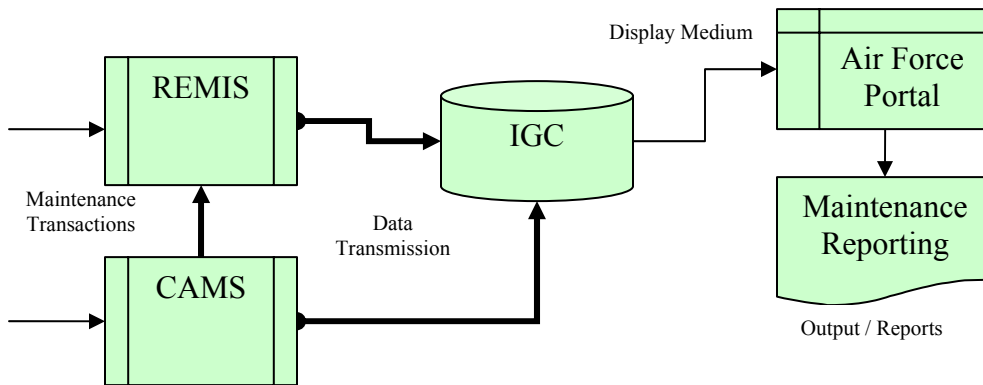 Display Medium
Air Force
Portal
REMIS
IGC
Maintenance
Transactions
Data
Transmission
Maintenance
Reporting
CAMS
Output / Reports